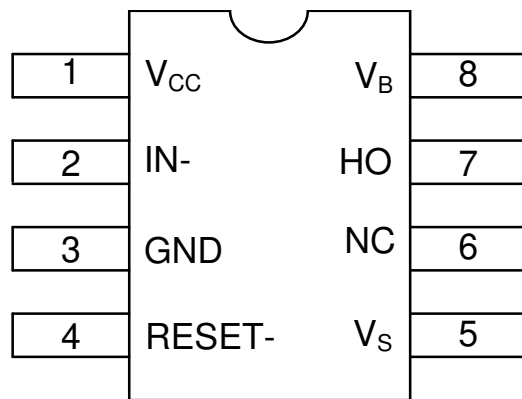 1 VCC VB 8
2 IN- HO 7
3 GND NC 6
4 RESET- VS 5